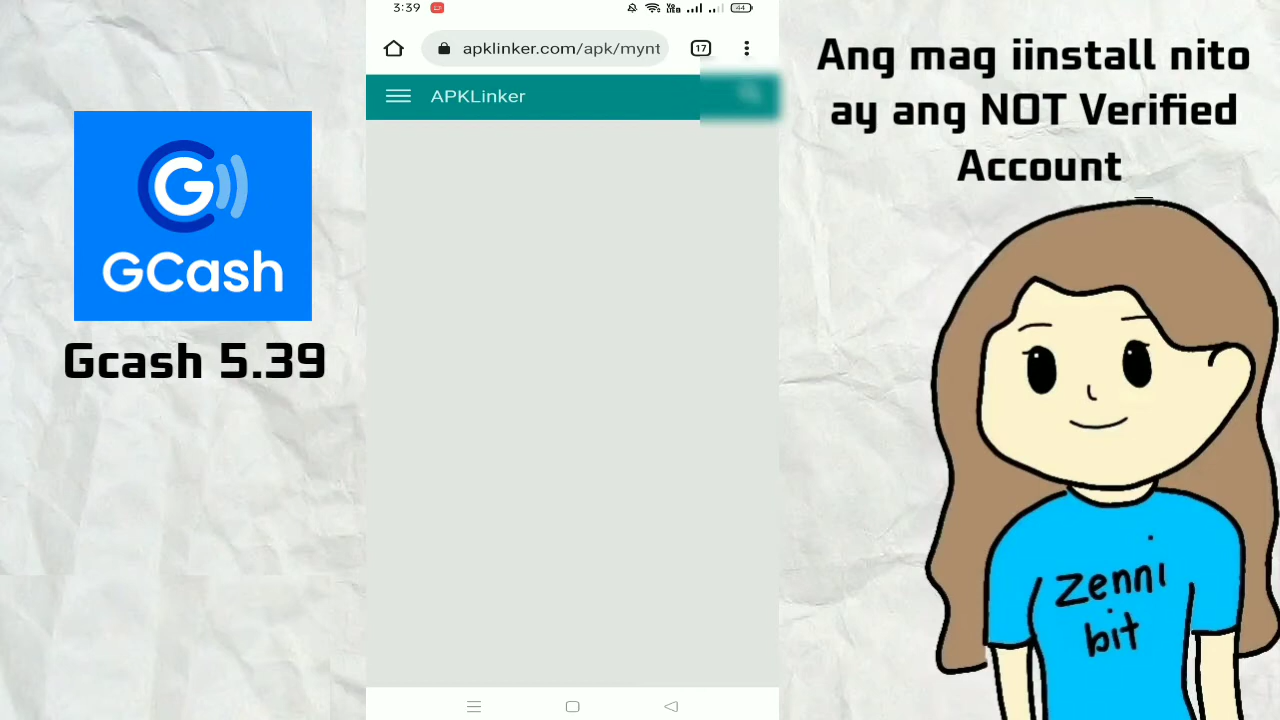 3:39
44
apklinker.com/apk/mynt
17
APKLinker
G
GCash
Gcash 5.39
Ang mag iinstall nito
ay ang NOT Verified
Account
Zenni
bit